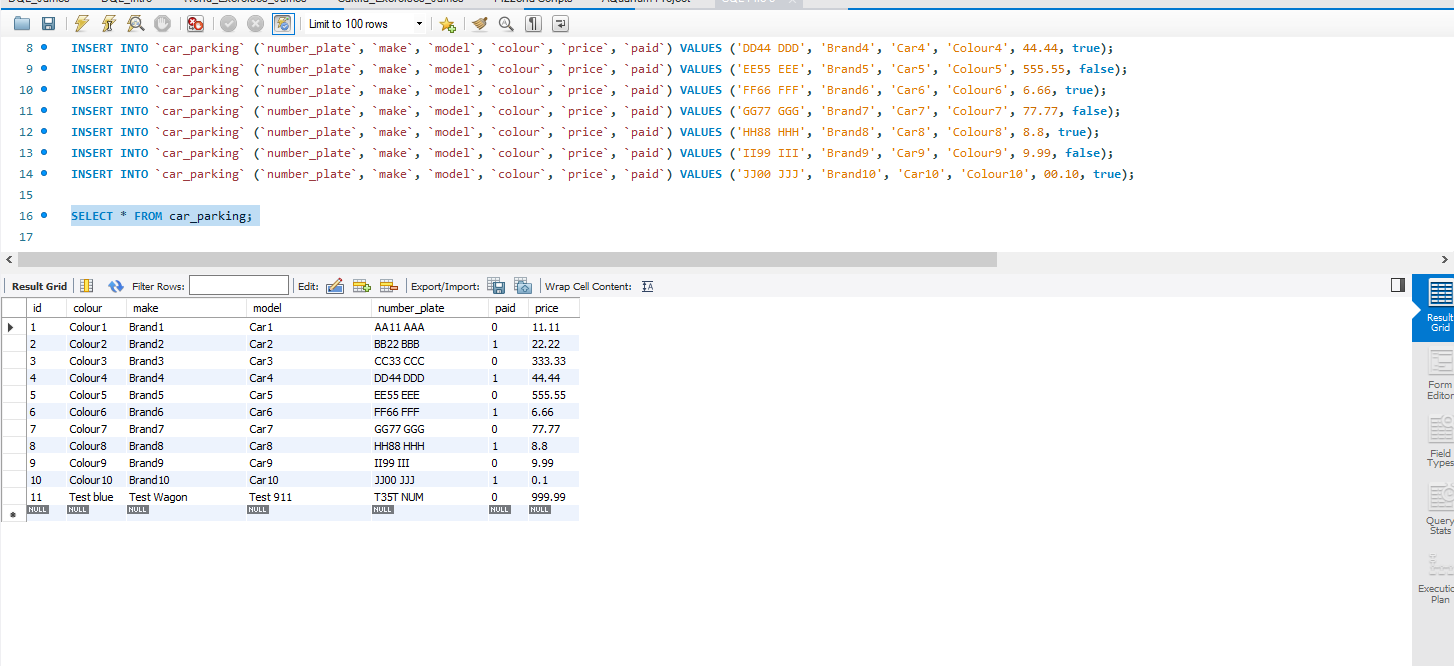 Limit to 100 rows
8 INSERT INTO `car_parking` (`number_plate`, `make`, `model`, `colour`, `price`, `paid`) VALUES ('DD44 DDD', 'Brand4', 'Car4', 'Colour4', 44.44, true);
9 INSERT INTO `car_parking` (`number_plate`, `make`, `model`, `colour`, `price`, `paid`) VALUES ('EE55 EEE', 'Brand5', 'Car5', 'Colour5', 555.55, false);
10 INSERT INTO `car_parking` (`number_plate`, `make`, `model`, `colour`, `price`, `paid`) VALUES ('FF66 FFF', 'Brand6', 'Car6', 'Colour6', 6.66, true);
11 INSERT INTO `car_parking` (`number_plate`, `make`, `model`, `colour`, `price`, `paid`) VALUES ('GG77 GGG', 'Brand7', 'Car7', 'Colour7', 77.77, false);
12 INSERT INTO `car_parking` (`number_plate`, `make`, `model`, `colour`, `price`, `paid`) VALUES ('HH88 HHH', 'Brand8', 'Car8', 'Colour8', 8.8, true);
13 INSERT INTO `car_parking` (`number_plate`, `make`, `model`, `colour`, `price`, `paid`) VALUES ('II99 III', 'Brand9', 'Car9', 'Colour9', 9.99, false);
14 INSERT INTO `car_parking` (`number_plate`, `make`, `model`, `colour`, `price`, `paid`) VALUES ('JJ00 JJJ', 'Brand10', 'Car10', 'Colour10', 00.10, true);
15
16 SELECT * FROM car_parking;
17
Result Grid Filter Rows: Edit: Export/Import: Wrap Cell Content:
id colour make model number_plate paid price
1 Colour1 Brand1 Car1 AA11 AAA 0 11.11
2 Colour2 Brand2 Car2 BB22 BBB 1 22.22
3 Colour3 Brand3 Car3 CC33 CCC 0 333.33
4 Colour4 Brand4 Car4 DD44 DDD 1 44.44
5 Colour5 Brand5 Car5 EE55 EEE 0 555.55
6 Colour6 Brand6 Car6 FF66 FFF 1 6.66
7 Colour7 Brand7 Car7 GG77 GGG 0 77.77
8 Colour8 Brand8 Car8 HH88 HHH 1 8.8
9 Colour9 Brand9 Car9 II99 III 0 9.99
10 Colour10 Brand10 Car10 JJ00 JJJ 1 0.1
11 Test blue Test Wagon Test 911 T35T NUM 0 999.99
NULL NULL NULL NULL NULL NULL NULL
Result
Grid
Form
Editor
Field
Types
Query
Stats
Executio
Plan